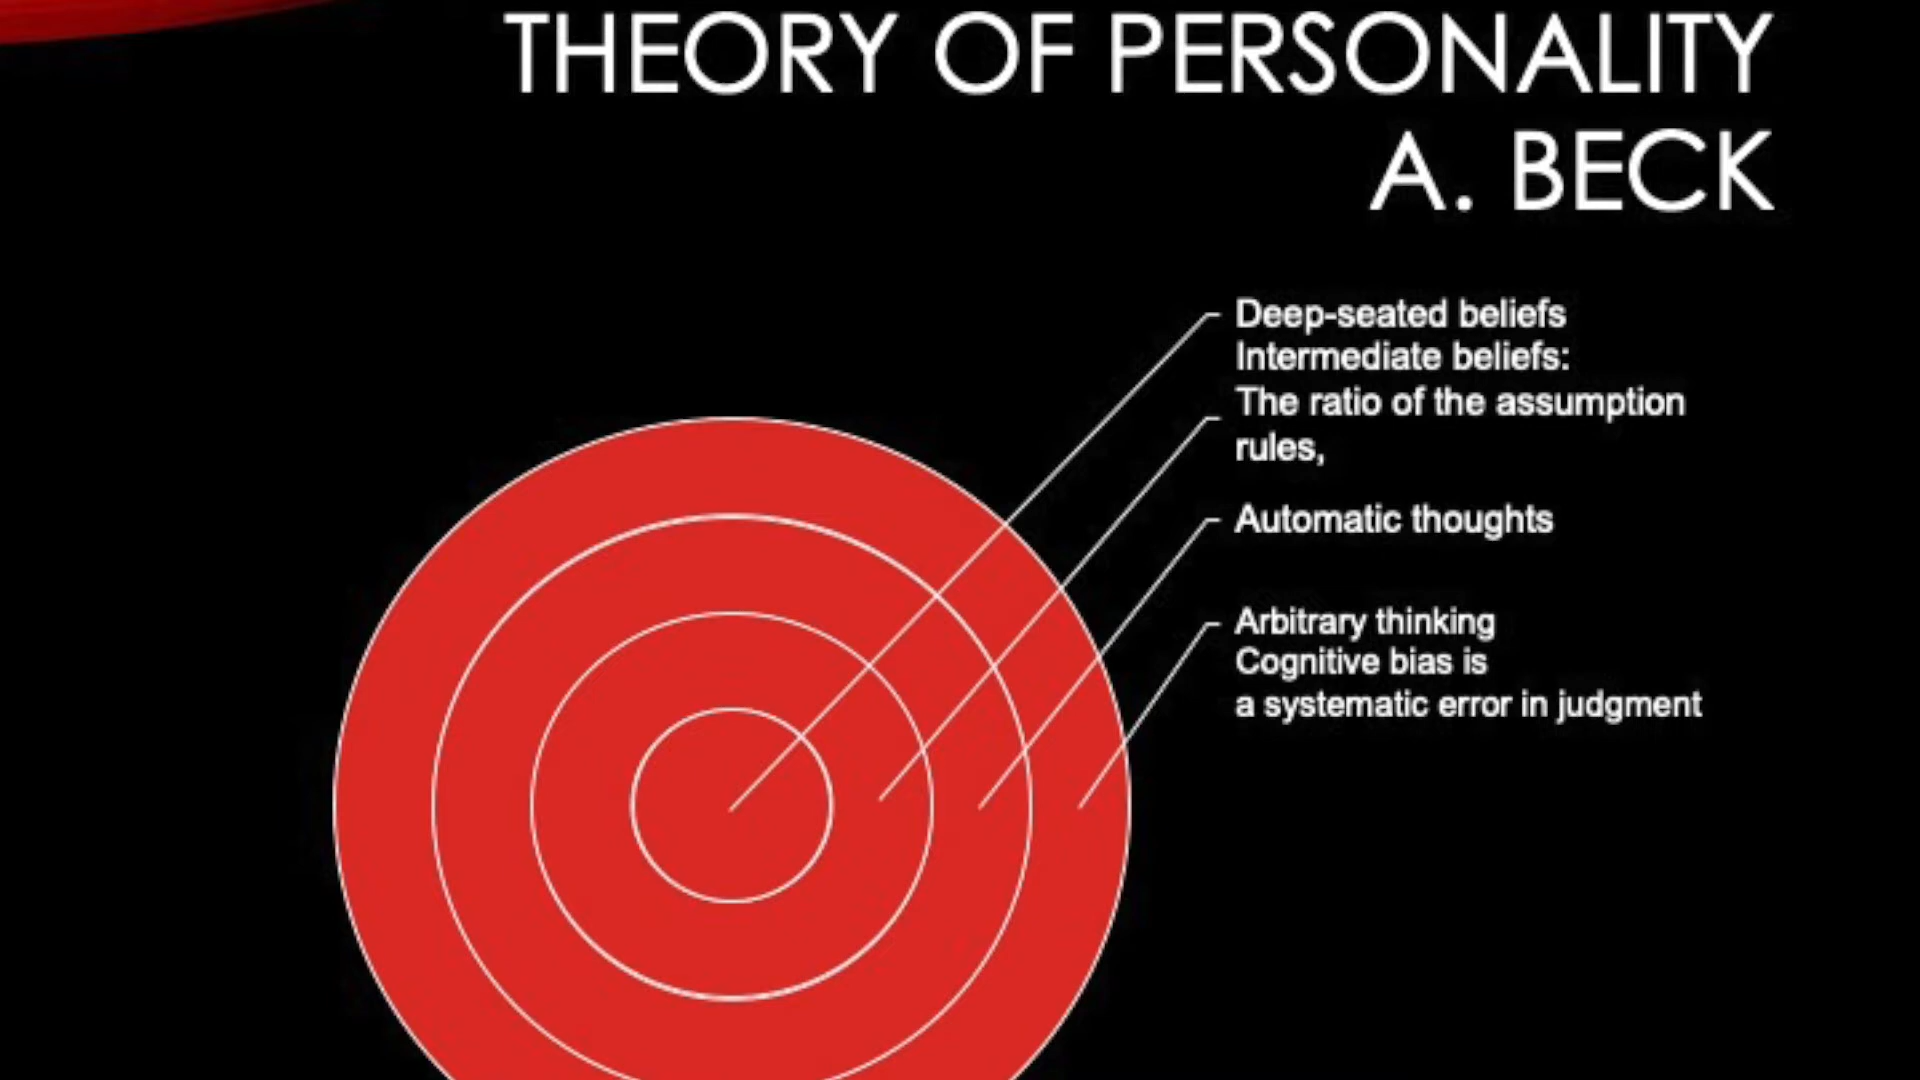 THEORY OF PERSONALITY
A. BECK
Deep-seated beliefs
Intermediate beliefs:
The ratio of the assumption
rules,
Automatic thoughts
Arbitrary thinking
Cognitive bias is
a systematic error in judgment